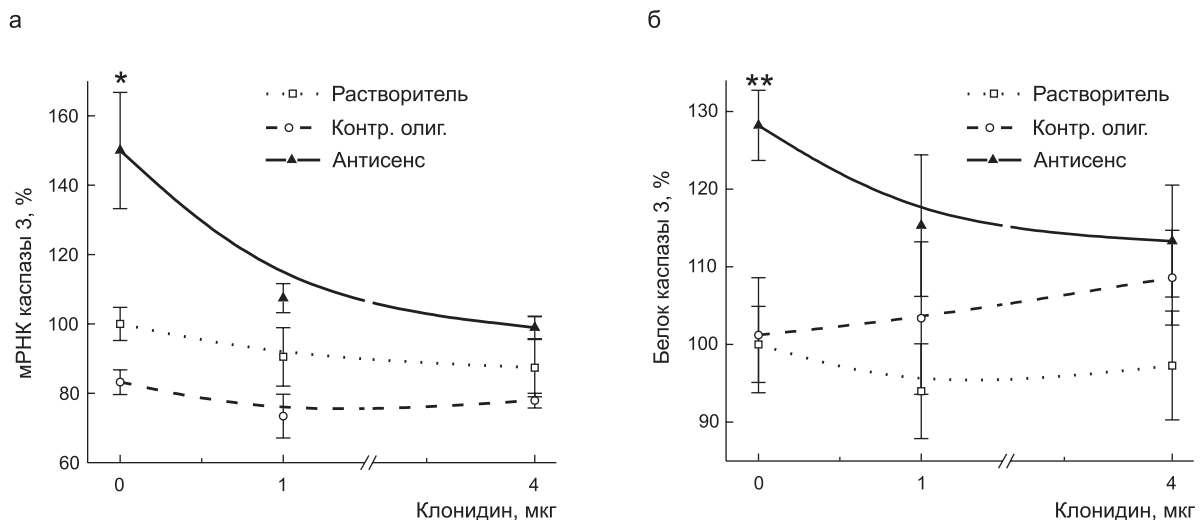 а
*
Растворитель
Контр. олиг.
Антисенс
мРНК каспазы 3, %
160
140
120
100
80
60
0
1
4
Клонидин, мкг
б
**
Растворитель
Контр. олиг.
Антисенс
Белок каспазы 3, %
130
120
110
100
90
0
1
4
Клонидин, мкг